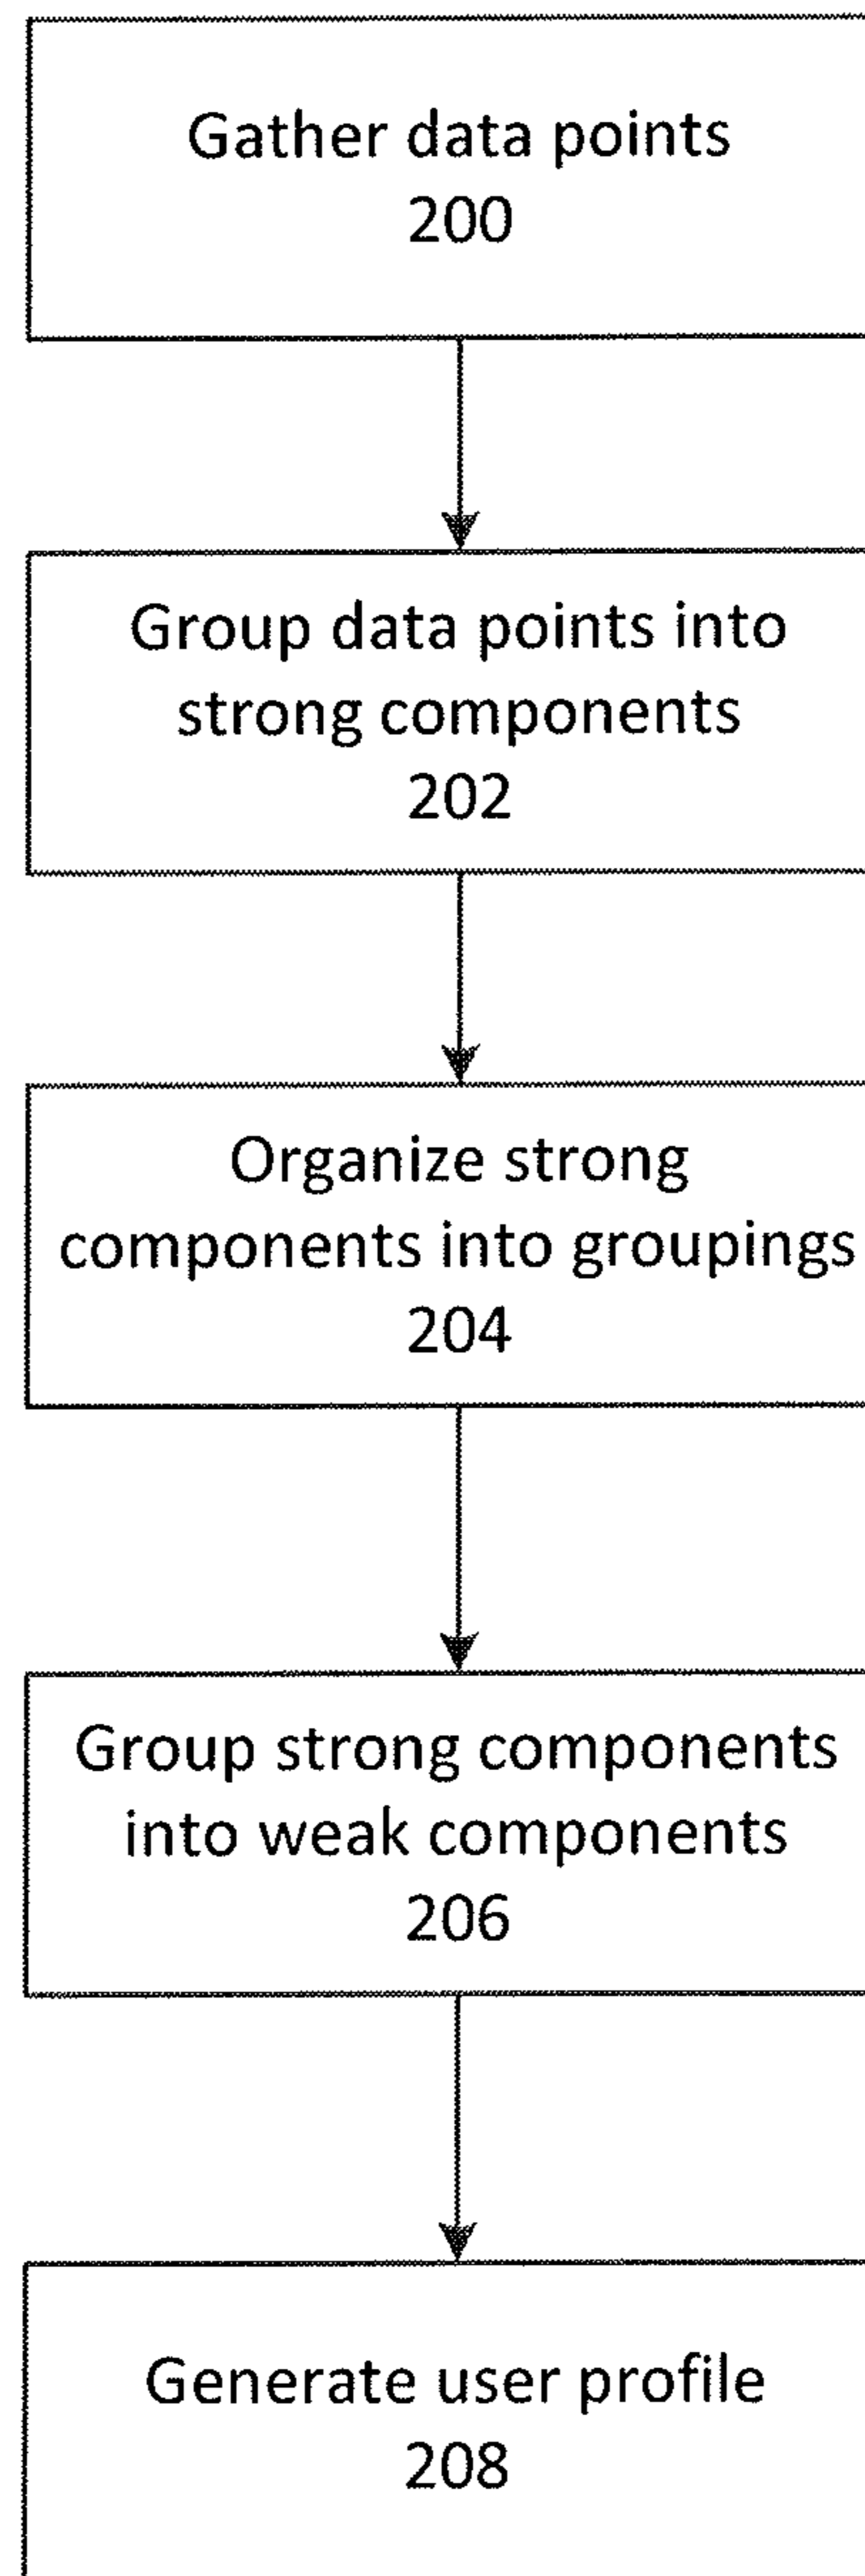 Gather data points
200
Group data points into
strong components
202
Organize strong
components into groupings
204
Group strong components
into weak components
206
Generate user profile
208